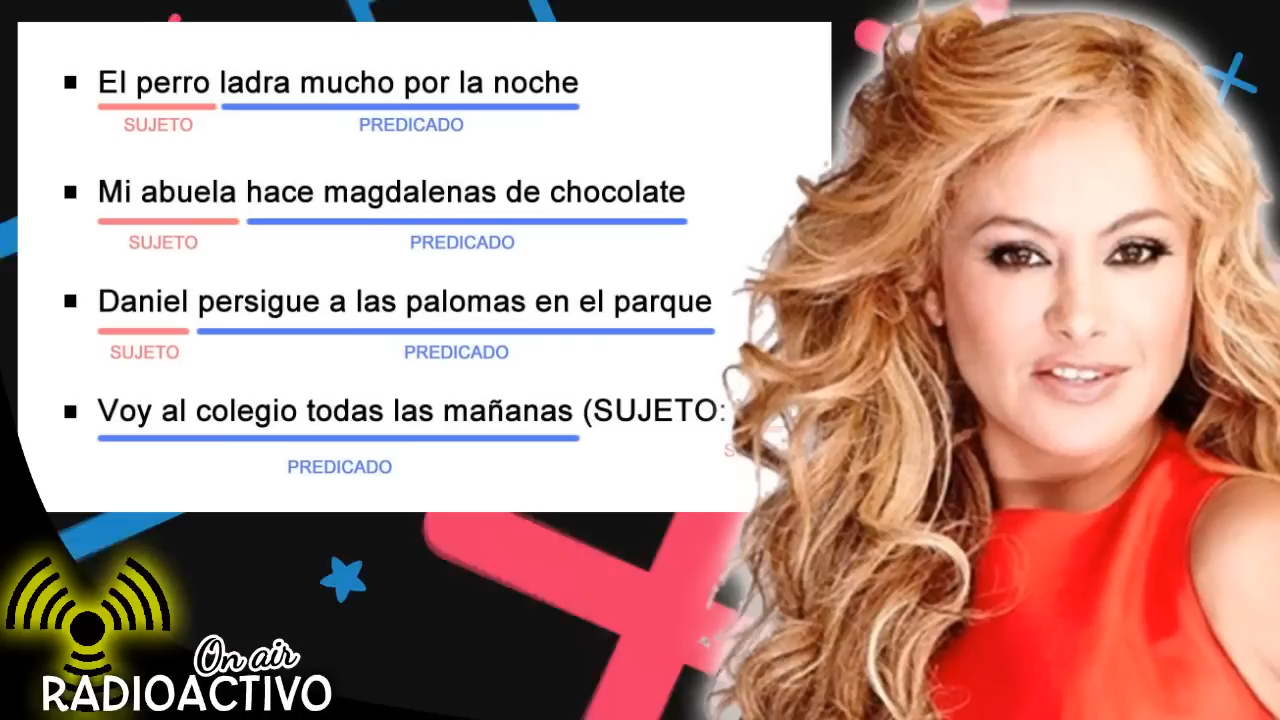 El perro ladra mucho por la noche
SUJETO PREDICADO
Mi abuela hace magdalenas de chocolate
SUJETO PREDICADO
Daniel persigue a las palomas en el parque
SUJETO PREDICADO
Voy al colegio todas las mañanas (SUJETO:
PREDICADO
On air
RADIOACTIVO